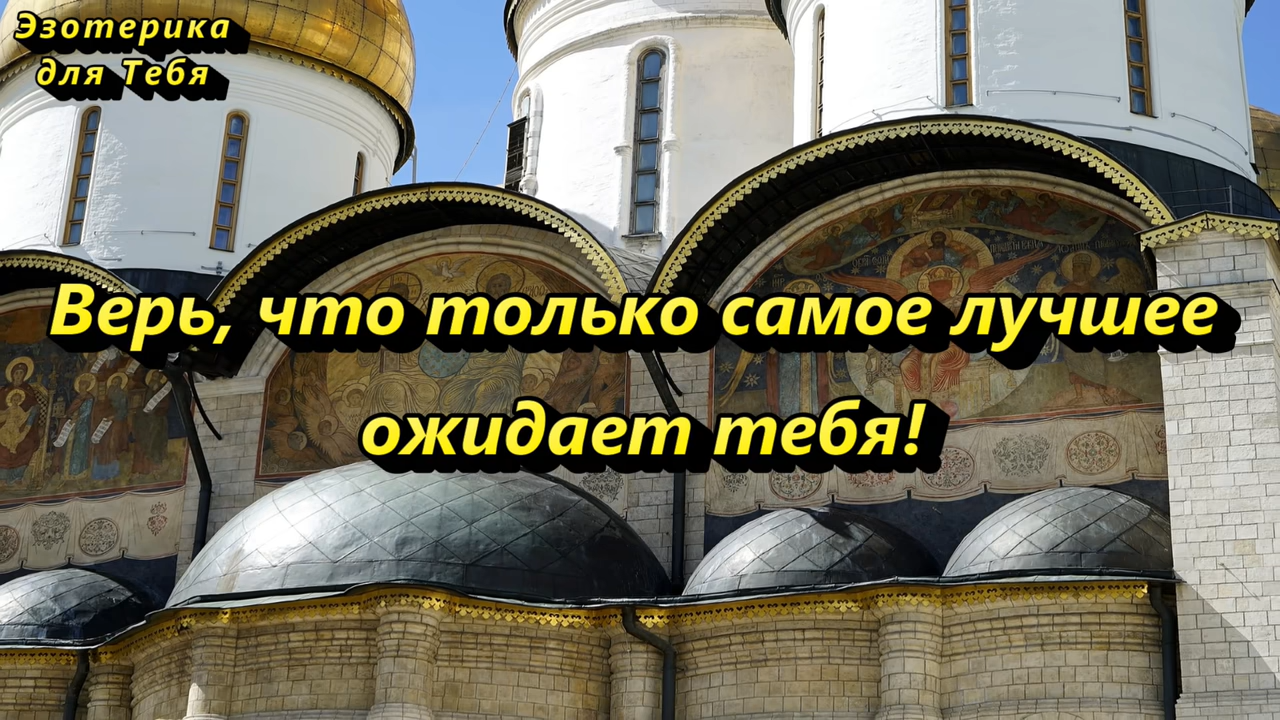 Эзотерика
для Тебя
Верь, что только самое лучшее
ожидает тебя!